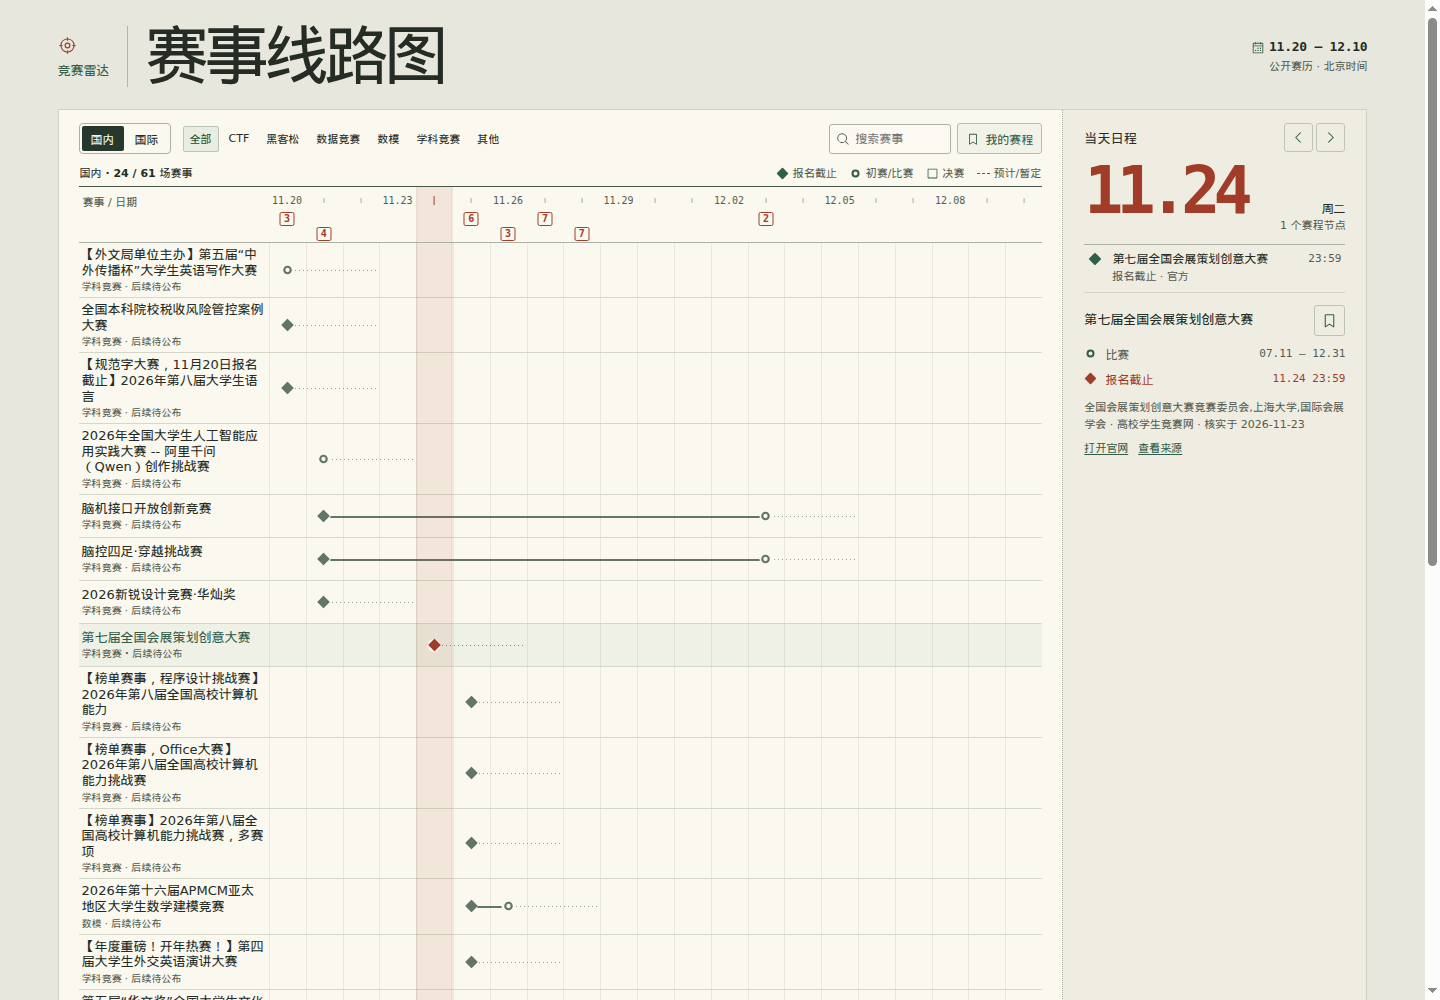 竞赛雷达
赛事线路图
11.20 — 12.10
公开赛历 · 北京时间
国内
国际
全部
CTF
黑客松
数据竞赛
数模
学科竞赛
其他
搜索赛事
我的赛程
国内 · 24 / 61 场赛事
报名截止
初赛/比赛
决赛
预计/暂定
赛事 / 日期
11.20
11.23
11.26
11.29
12.02
12.05
12.08
3
4
6
3
7
7
2
【外文局单位主办】第五届“中
外传播杯”大学生英语写作大赛
学科竞赛 · 后续待公布
全国本科院校税收风险管控案例
大赛
学科竞赛 · 后续待公布
【规范字大赛，11月20日报名
截止】2026年第八届大学生语
言
学科竞赛 · 后续待公布
2026年全国大学生人工智能应
用实践大赛 -- 阿里千问
（Qwen）创作挑战赛
学科竞赛 · 后续待公布
脑机接口开放创新竞赛
学科竞赛 · 后续待公布
脑控四足·穿越挑战赛
学科竞赛 · 后续待公布
2026新锐设计竞赛·华灿奖
学科竞赛 · 后续待公布
第七届全国会展策划创意大赛
学科竞赛 · 后续待公布
【榜单赛事，程序设计挑战赛】
2026年第八届全国高校计算机
能力
学科竞赛 · 后续待公布
【榜单赛事，Office大赛】
2026年第八届全国高校计算机
能力挑战赛
学科竞赛 · 后续待公布
【榜单赛事】2026年第八届全
国高校计算机能力挑战赛，多赛
项
学科竞赛 · 后续待公布
2026年第十六届APMCM亚太
地区大学生数学建模竞赛
数模 · 后续待公布
【年度重磅！开年热赛！】第四
届大学生外交英语演讲大赛
学科竞赛 · 后续待公布
当天日程
11.24
周二
1 个赛程节点
第七届全国会展策划创意大赛
23:59
报名截止 · 官方
第七届全国会展策划创意大赛
比赛
07.11 — 12.31
报名截止
11.24 23:59
全国会展策划创意大赛竞赛委员会,上海大学,国际会展
学会 · 高校学生竞赛网 · 核实于 2026-11-23
打开官网
查看来源